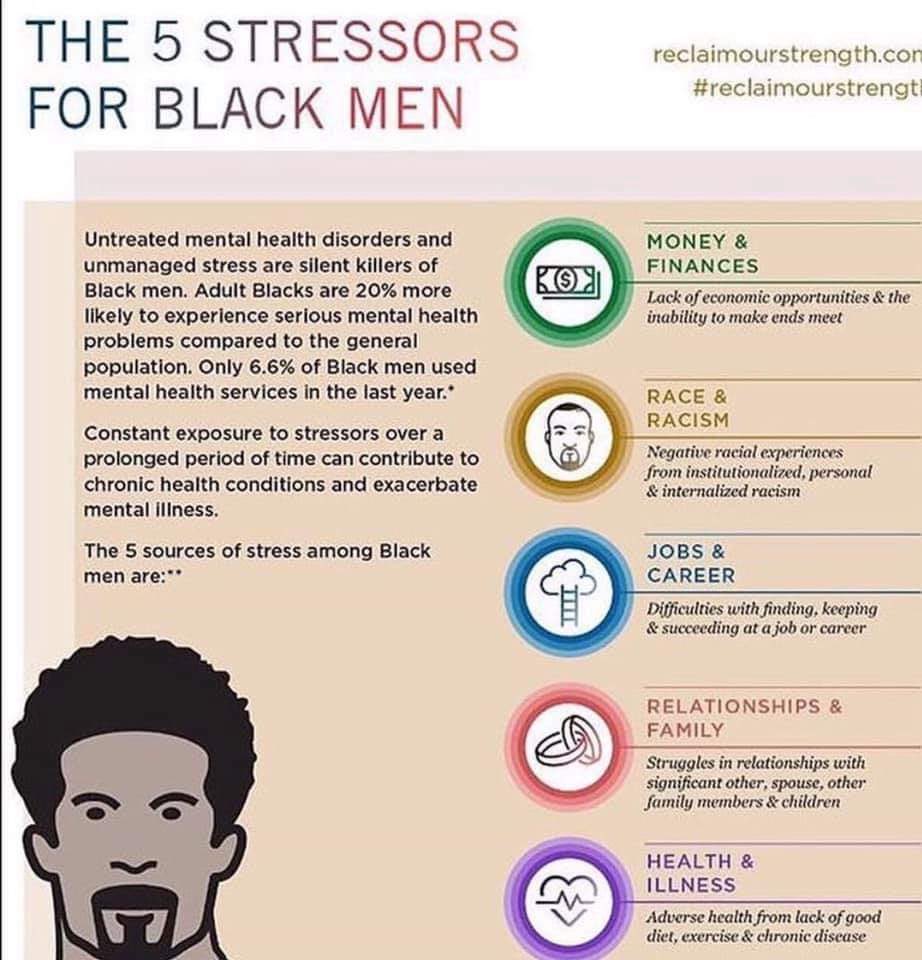 THE 5 STRESSORS
FOR BLACK MEN
reclaimourstrength.com
#reclaimourstrengt
Untreated mental health disorders and
unmanaged stress are silent killers of
Black men. Adult Blacks are 20% more
likely to experience serious mental health
problems compared to the general
population. Only 6.6% of Black men used
mental health services in the last year.*
Constant exposure to stressors over a
prolonged period of time can contribute to
chronic health conditions and exacerbate
mental illness.
The 5 sources of stress among Black
men are:**
MONEY &
FINANCES
Lack of economic opportunities & the
inability to make ends meet
RACE &
RACISM
Negative racial experiences
from institutionalized, personal
& internalized racism
JOBS &
CAREER
Difficulties with finding, keeping
& succeeding at a job or career
RELATIONSHIPS &
FAMILY
Struggles in relationships with
significant other, spouse, other
family members & children
HEALTH &
ILLNESS
Adverse health from lack of good
diet, exercise & chronic disease